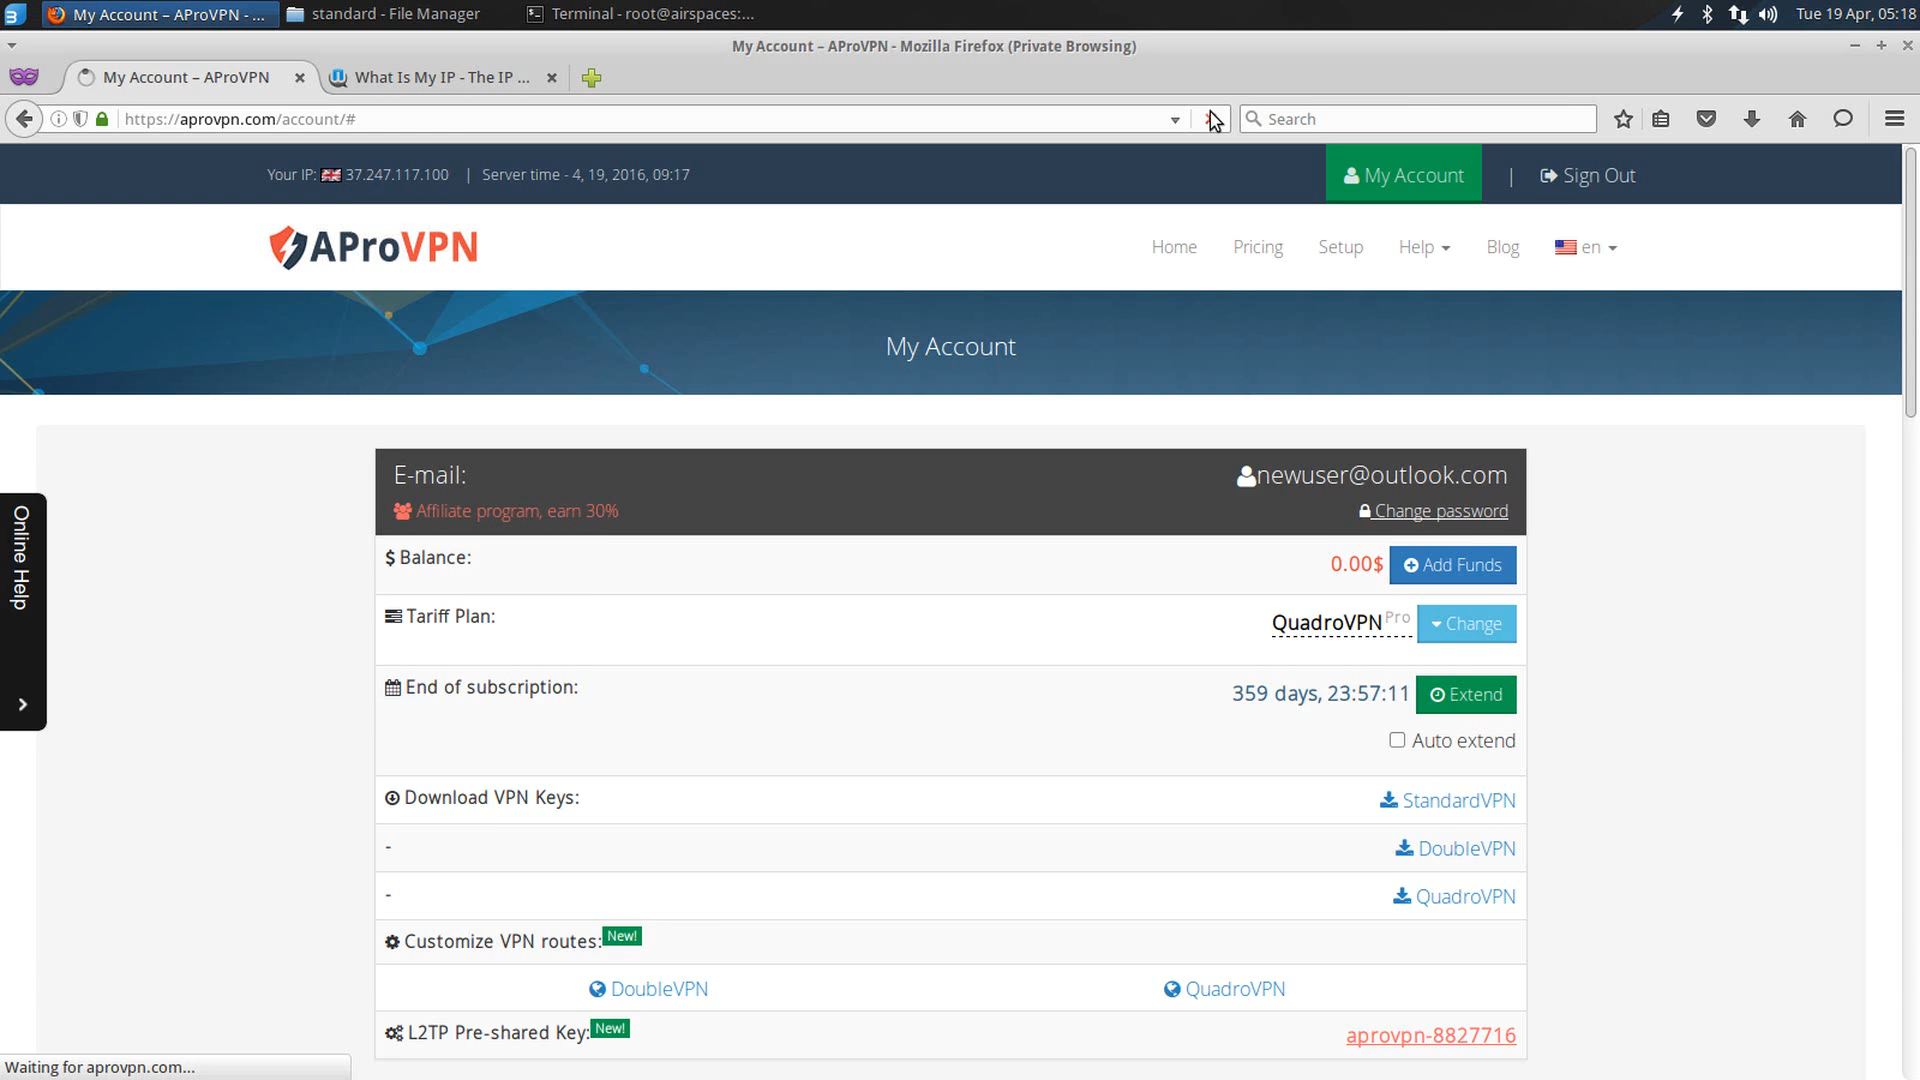 My Account – AProVPN - ...
standard - File Manager
Terminal - root@airspaces:...
Tue 19 Apr, 05:18
My Account – AProVPN - Mozilla Firefox (Private Browsing)
My Account – AProVPN
What Is My IP - The IP ...
https://aprovpn.com/account/#
Search
Your IP: 37.247.117.100 | Server time - 4, 19, 2016, 09:17
My Account | Sign Out
AProVPN
Home Pricing Setup Help Blog en
My Account
Online Help
E-mail: newuser@outlook.com
Affiliate program, earn 30% Change password
$ Balance: 0.00$ Add Funds
Tariff Plan: QuadroVPN Pro Change
End of subscription: 359 days, 23:57:11 Extend
Auto extend
Download VPN Keys: StandardVPN
- DoubleVPN
- QuadroVPN
Customize VPN routes: New!
DoubleVPN QuadroVPN
L2TP Pre-shared Key: New! aprovpn-8827716
Waiting for aprovpn.com...